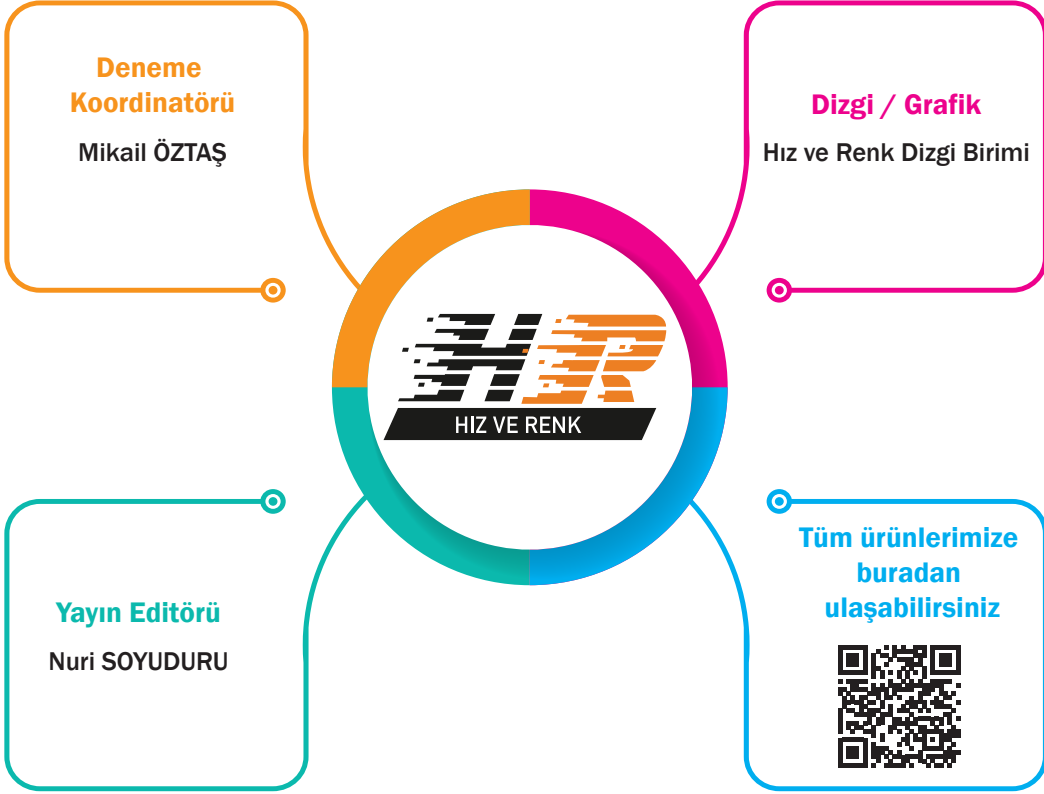 Deneme
Koordinatörü
Mikail ÖZTAŞ
Dizgi / Grafik
Hız ve Renk Dizgi Birimi
HR
HIZ VE RENK
Yayın Editörü
Nuri SOYUDURU
Tüm ürünlerimize
buradan
ulaşabilirsiniz